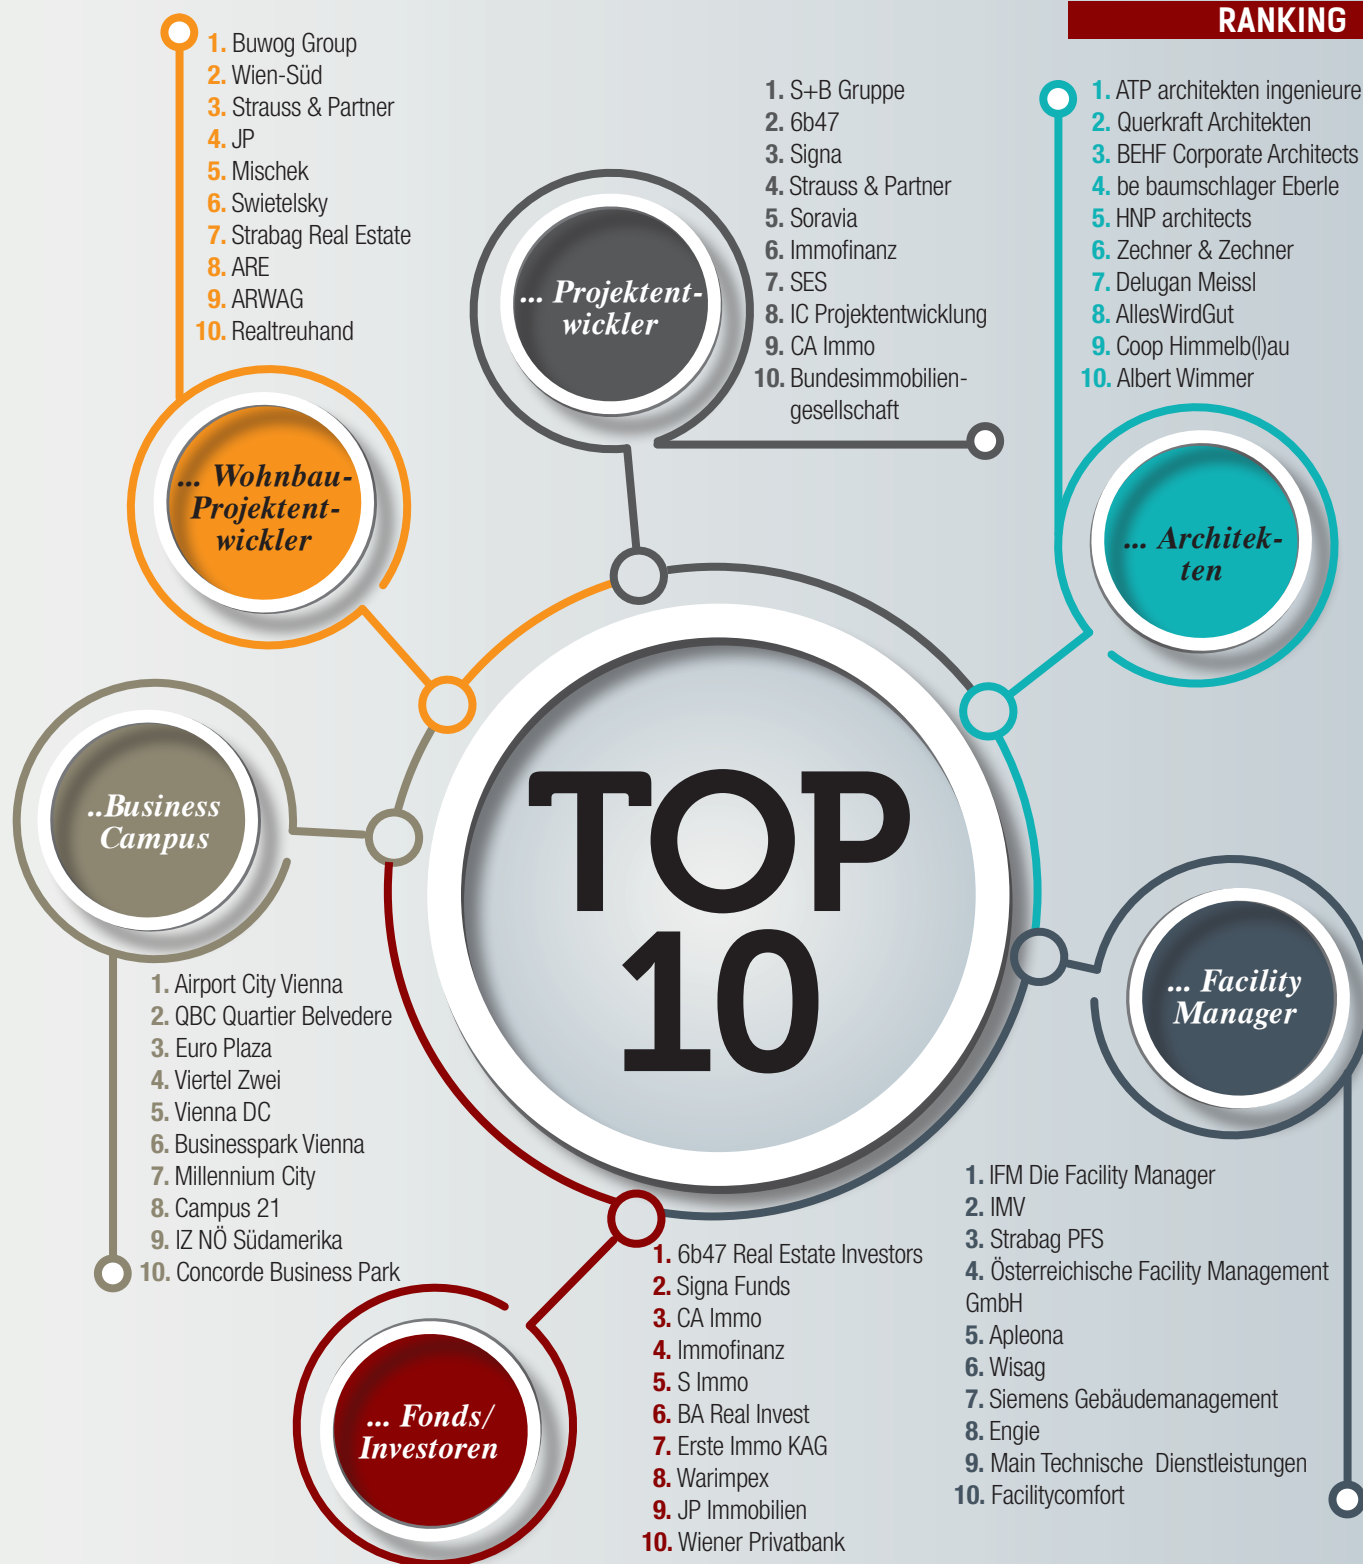 RANKING
1. Buwog Group
2. Wien-Süd
3. Strauss & Partner
4. JP
5. Mischek
6. Swietelsky
7. Strabag Real Estate
8. ARE
9. ARWAG
10. Realtreuhand
... Wohnbau-
Projektent-
wickler
1. S+B Gruppe
2. 6b47
3. Signa
4. Strauss & Partner
5. Soravia
6. Immofinanz
7. SES
8. IC Projektentwicklung
9. CA Immo
10. Bundesimmobilien-
gesellschaft
... Projektent-
wickler
1. ATP architekten ingenieure
2. Querkraft Architekten
3. BEHF Corporate Architects
4. be baumschlager Eberle
5. HNP architects
6. Zechner & Zechner
7. Delugan Meissl
8. AllesWirdGut
9. Coop Himmelb(l)au
10. Albert Wimmer
... Architek-
ten
TOP
10
..Business
Campus
1. Airport City Vienna
2. QBC Quartier Belvedere
3. Euro Plaza
4. Viertel Zwei
5. Vienna DC
6. Businesspark Vienna
7. Millennium City
8. Campus 21
9. IZ NÖ Südamerika
10. Concorde Business Park
... Facility
Manager
1. IFM Die Facility Manager
2. IMV
3. Strabag PFS
4. Österreichische Facility Management
GmbH
5. Apleona
6. Wisag
7. Siemens Gebäudemanagement
8. Engie
9. Main Technische Dienstleistungen
10. Facilitycomfort
... Fonds/
Investoren
1. 6b47 Real Estate Investors
2. Signa Funds
3. CA Immo
4. Immofinanz
5. S Immo
6. BA Real Invest
7. Erste Immo KAG
8. Warimpex
9. JP Immobilien
10. Wiener Privatbank